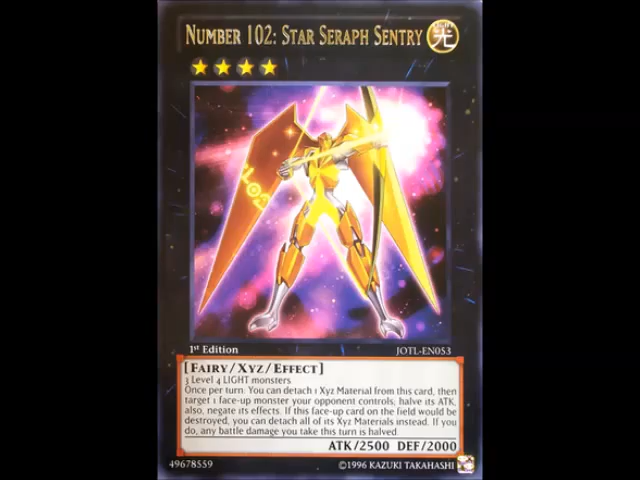 NUMBER 102: STAR SERAPH SENTRY
LIGHT
光
102
1st Edition
JOTL-EN053
[FAIRY/XYZ/EFFECT]
3 Level 4 LIGHT monsters
Once per turn: You can detach 1 Xyz Material from this card, then
target 1 face-up monster your opponent controls; halve its ATK,
also, negate its effects. If this face-up card on the field would be
destroyed, you can detach all of its Xyz Materials instead. If you
do, any battle damage you take this turn is halved.
ATK/2500 DEF/2000
49678559
©1996 KAZUKI TAKAHASHI